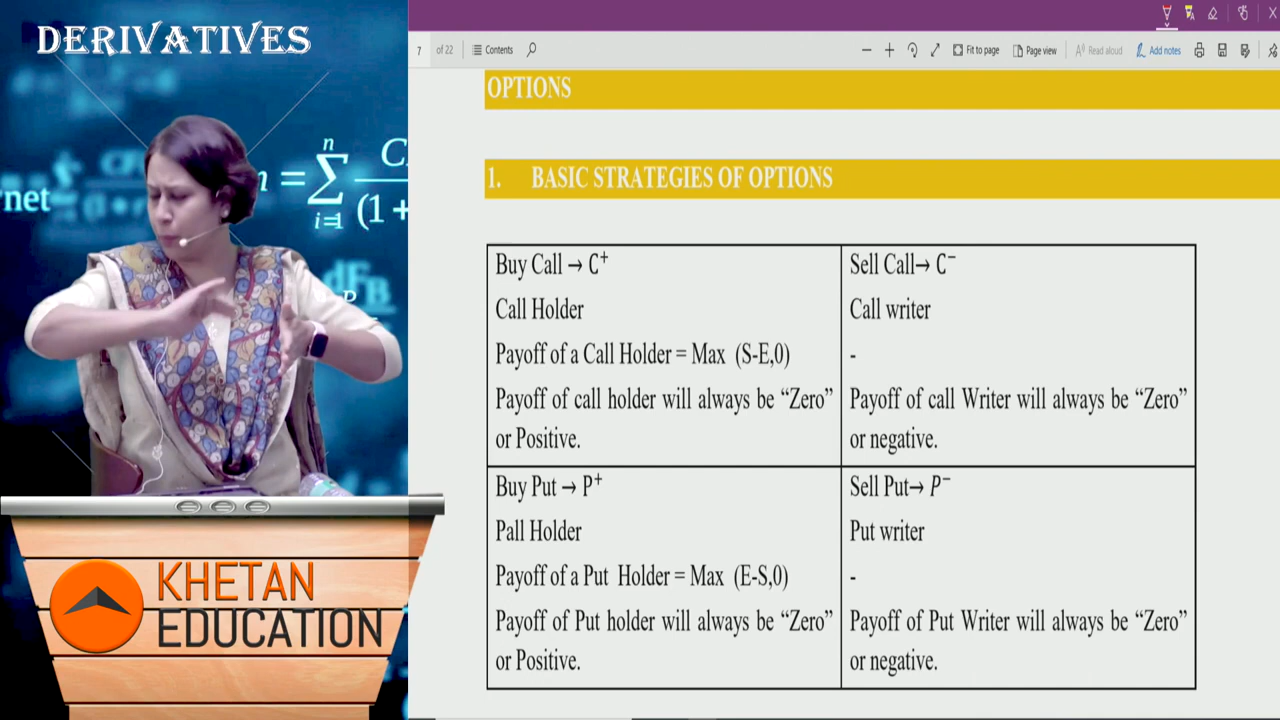 DERIVATIVES
net
n
n = ∑
i=1
(1+
dF
B
P
KHETAN
EDUCATION
7 of 22 Contents Fit to page Page view Read aloud Add notes
OPTIONS
1. BASIC STRATEGIES OF OPTIONS
Buy Call → C⁺
Call Holder
Payoff of a Call Holder = Max (S-E,0)
Payoff of call holder will always be “Zero”
or Positive.
Sell Call→ C⁻
Call writer
-
Payoff of call Writer will always be “Zero”
or negative.
Buy Put → P⁺
Pall Holder
Payoff of a Put Holder = Max (E-S,0)
Payoff of Put holder will always be “Zero”
or Positive.
Sell Put→ P⁻
Put writer
-
Payoff of Put Writer will always be “Zero”
or negative.